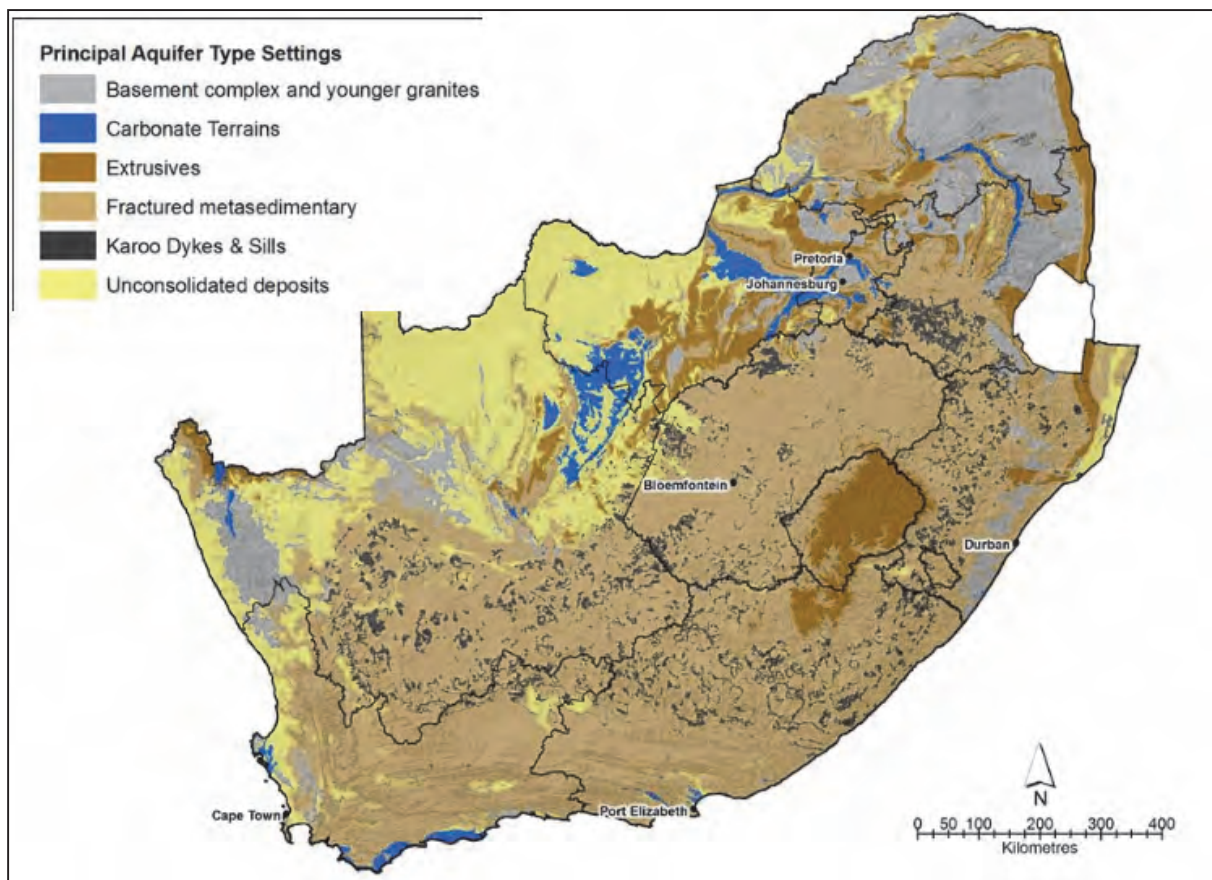 Principal Aquifer Type Settings
Basement complex and younger granites
Carbonate Terrains
Extrusives
Fractured metasedimentary
Karoo Dykes & Sills
Unconsolidated deposits
Pretoria
Johannesburg
Bloemfontein
Durban
Cape Town
Port Elizabeth
N
0 50 100 200 300 400
Kilometres